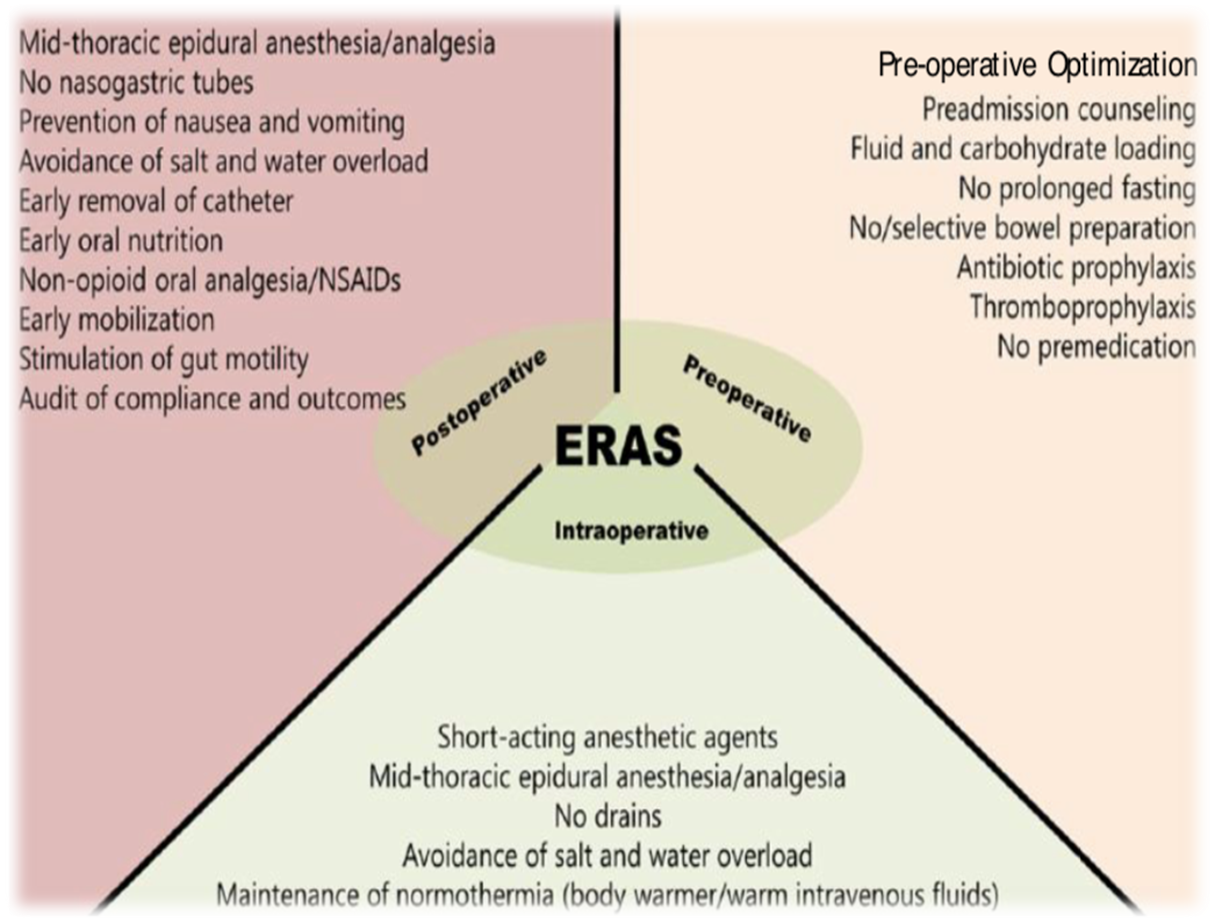 Mid-thoracic epidural anesthesia/analgesia
No nasogastric tubes
Prevention of nausea and vomiting
Avoidance of salt and water overload
Early removal of catheter
Early oral nutrition
Non-opioid oral analgesia/NSAIDs
Early mobilization
Stimulation of gut motility
Audit of compliance and outcomes
Pre-operative Optimization
Preadmission counseling
Fluid and carbohydrate loading
No prolonged fasting
No/selective bowel preparation
Antibiotic prophylaxis
Thromboprophylaxis
No premedication
Postoperative
Preoperative
ERAS
Intraoperative
Short-acting anesthetic agents
Mid-thoracic epidural anesthesia/analgesia
No drains
Avoidance of salt and water overload
Maintenance of normothermia (body warmer/warm intravenous fluids)